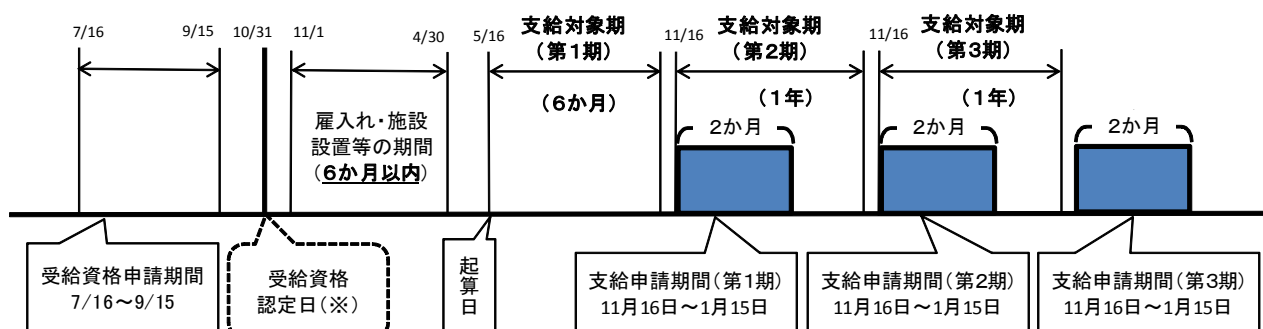 7/16
9/15
10/31
11/1
4/30
5/16
支給対象期
(第1期)
11/16
支給対象期
(第2期)
11/16
支給対象期
(第3期)
(6か月)
(1年)
(1年)
雇入れ・施設
設置等の期間
(6か月以内)
2か月
2か月
2か月
受給資格申請期間
7/16～9/15
受給資格
認定日(※)
起算日
支給申請期間(第1期)
11月16日～1月15日
支給申請期間(第2期)
11月16日～1月15日
支給申請期間(第3期)
11月16日～1月15日